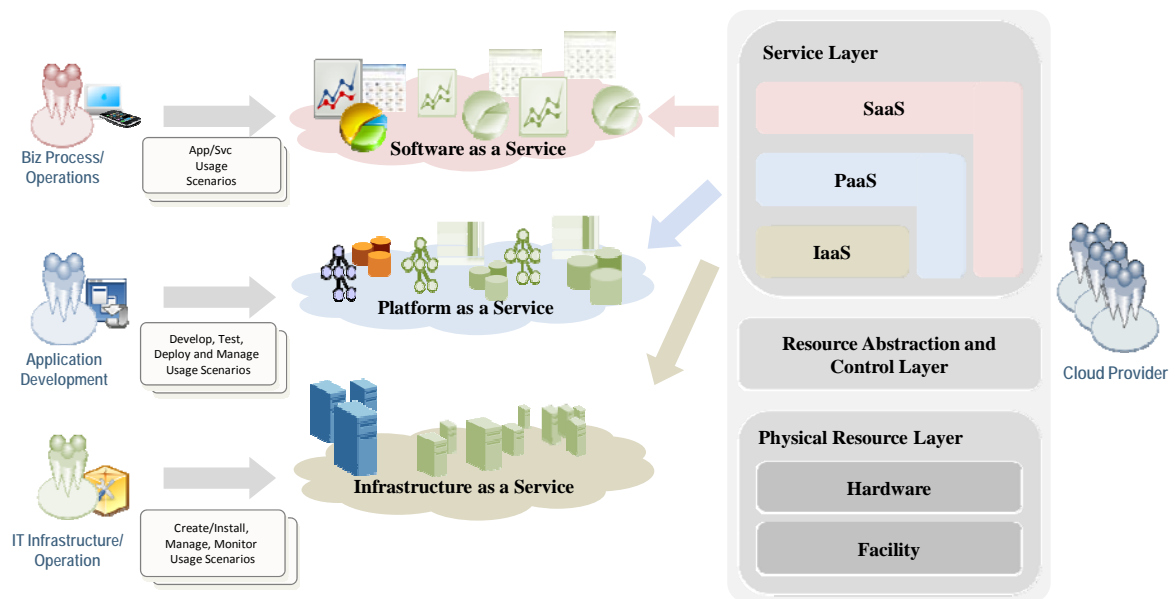 Biz Process/
Operations
App/Svc
Usage
Scenarios
Software as a Service
Application
Development
Develop, Test,
Deploy and Manage
Usage Scenarios
Platform as a Service
IT Infrastructure/
Operation
Create/Install,
Manage, Monitor
Usage Scenarios
Infrastructure as a Service
Service Layer
SaaS
PaaS
IaaS
Resource Abstraction and
Control Layer
Physical Resource Layer
Hardware
Facility
Cloud Provider